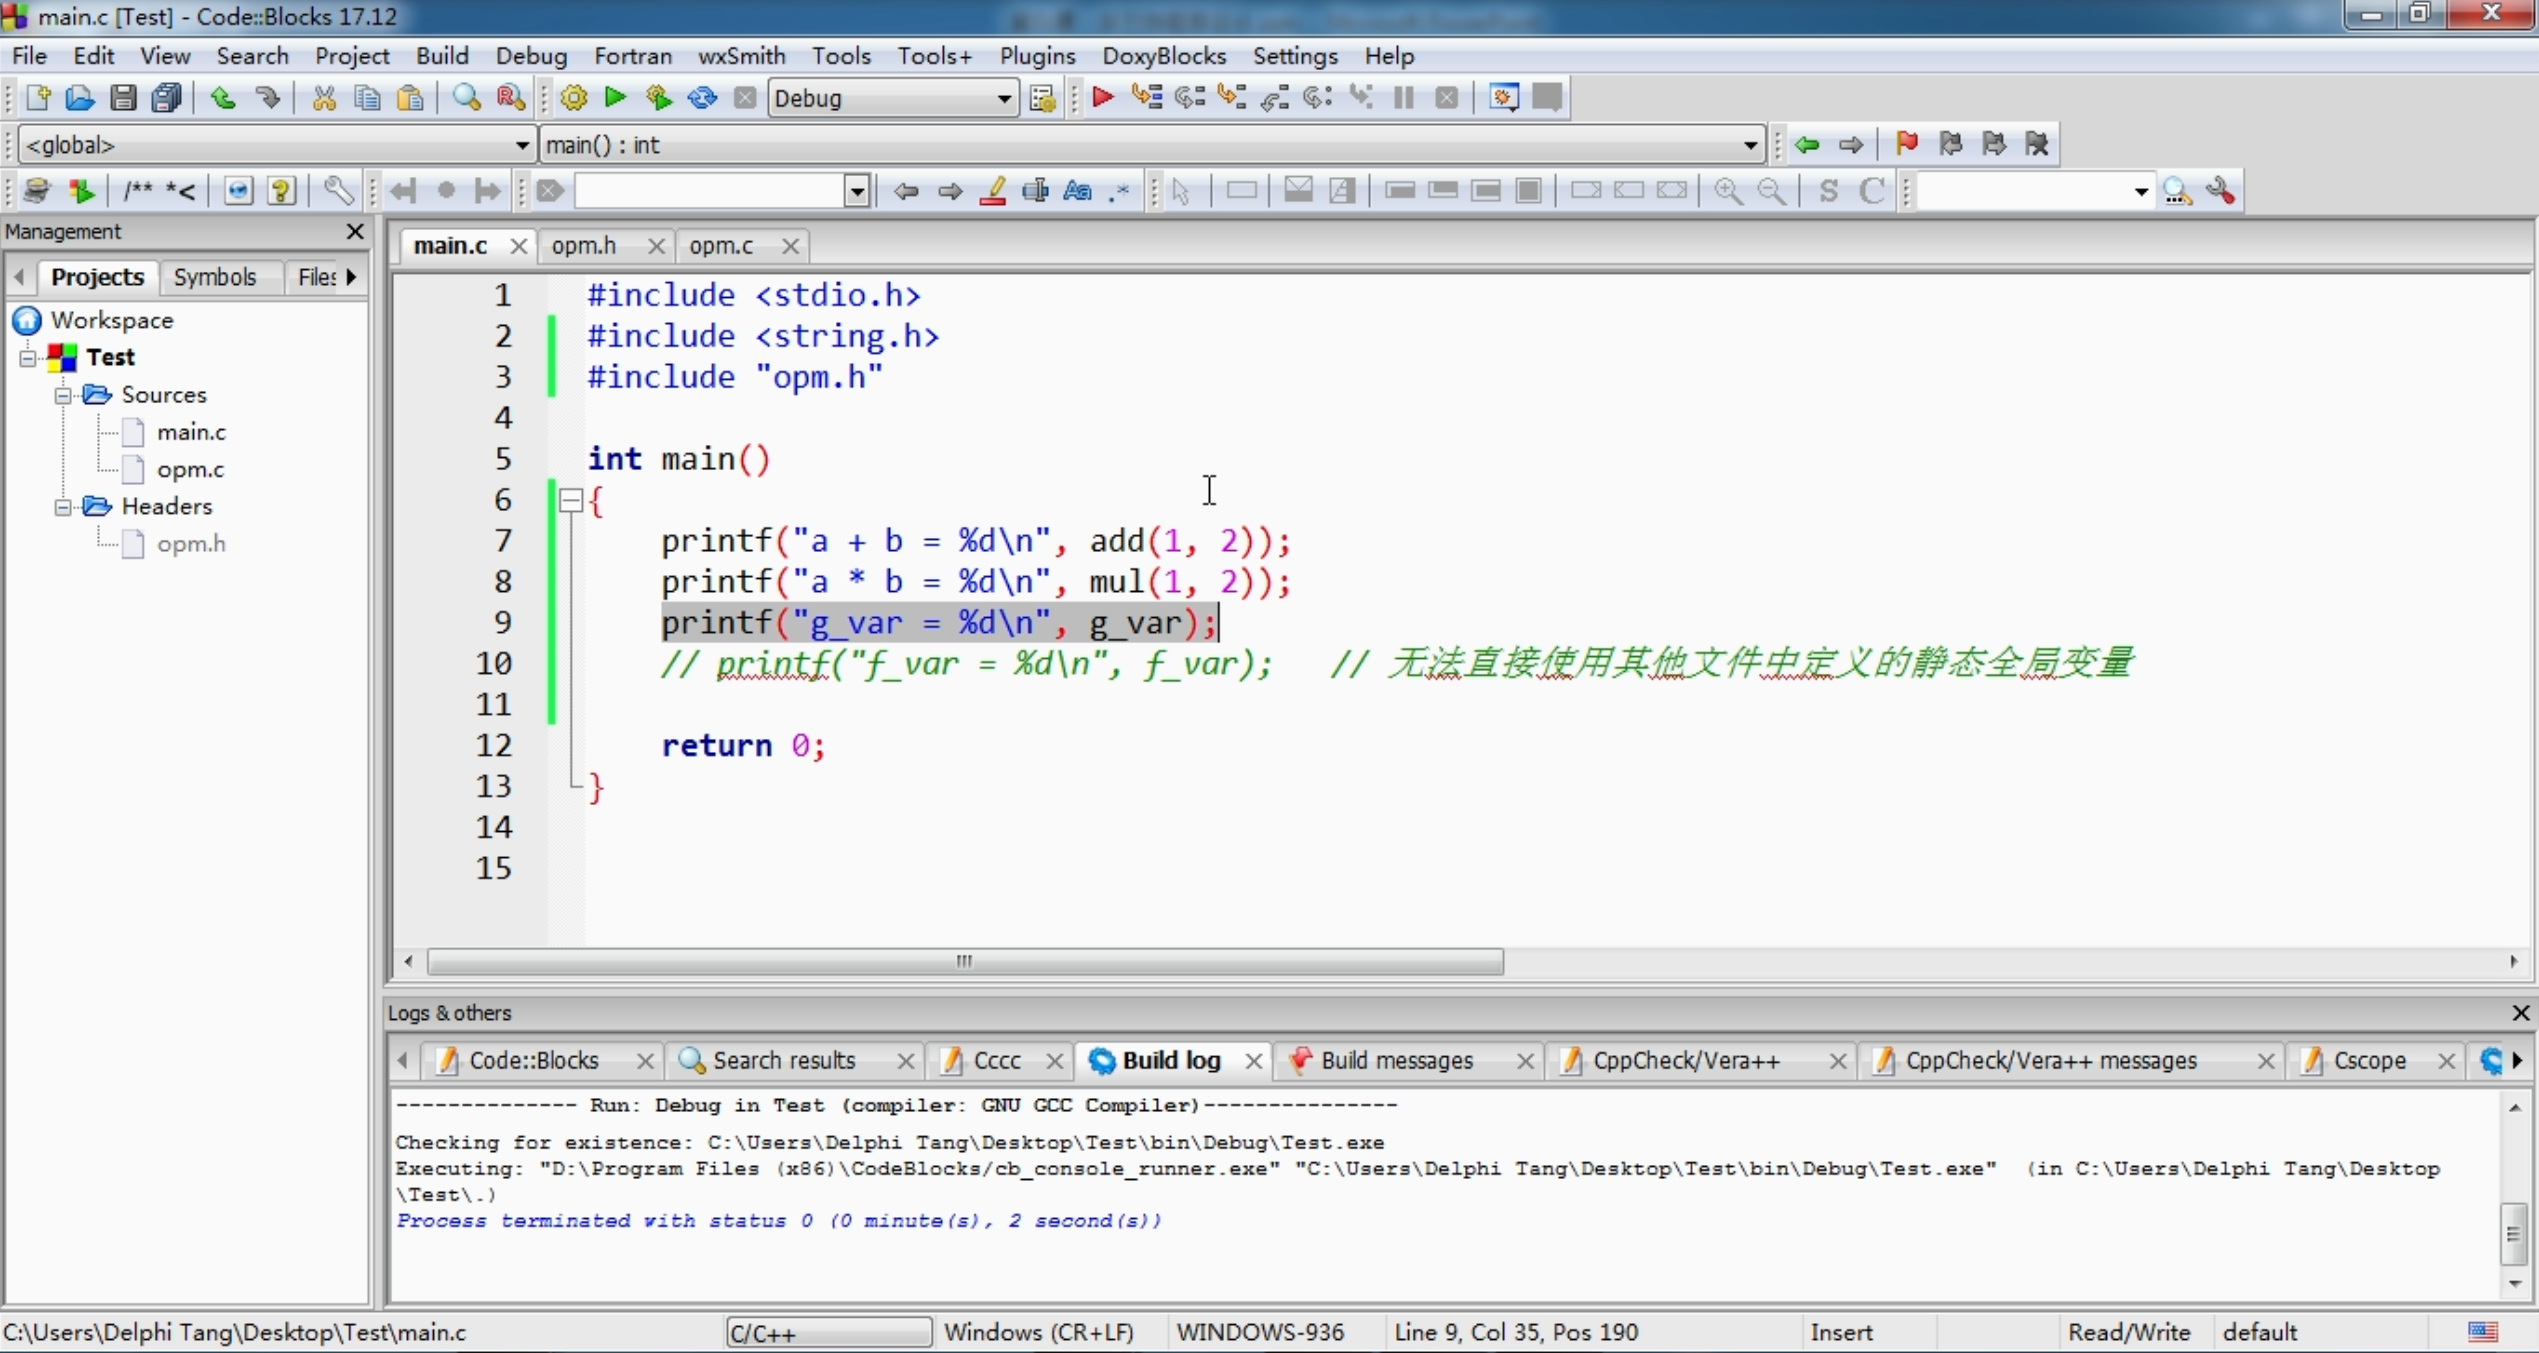 main.c [Test] - Code::Blocks 17.12
File Edit View Search Project Build Debug Fortran wxSmith Tools Tools+ Plugins DoxyBlocks Settings Help
Debug
<global> main() : int
/** *<
S C
Management
Projects Symbols Files
Workspace
Test
Sources
main.c
opm.c
Headers
opm.h
main.c opm.h opm.c
1 #include <stdio.h>
2 #include <string.h>
3 #include "opm.h"
4
5 int main()
6 {
7 printf("a + b = %d\n", add(1, 2));
8 printf("a * b = %d\n", mul(1, 2));
9 printf("g_var = %d\n", g_var);
10 // printf("f_var = %d\n", f_var); // 无法直接使用其他文件中定义的静态全局变量
11
12 return 0;
13 }
14
15
Logs & others
Code::Blocks Search results Cccc Build log Build messages CppCheck/Vera++ CppCheck/Vera++ messages Cscope
-------------- Run: Debug in Test (compiler: GNU GCC Compiler)---------------
Checking for existence: C:\Users\Delphi Tang\Desktop\Test\bin\Debug\Test.exe
Executing: "D:\Program Files (x86)\CodeBlocks/cb_console_runner.exe" "C:\Users\Delphi Tang\Desktop\Test\bin\Debug\Test.exe"  (in C:\Users\Delphi Tang\Desktop
\Test\.)
Process terminated with status 0 (0 minute(s), 2 second(s))
C:\Users\Delphi Tang\Desktop\Test\main.c C/C++ Windows (CR+LF) WINDOWS-936 Line 9, Col 35, Pos 190 Insert Read/Write default